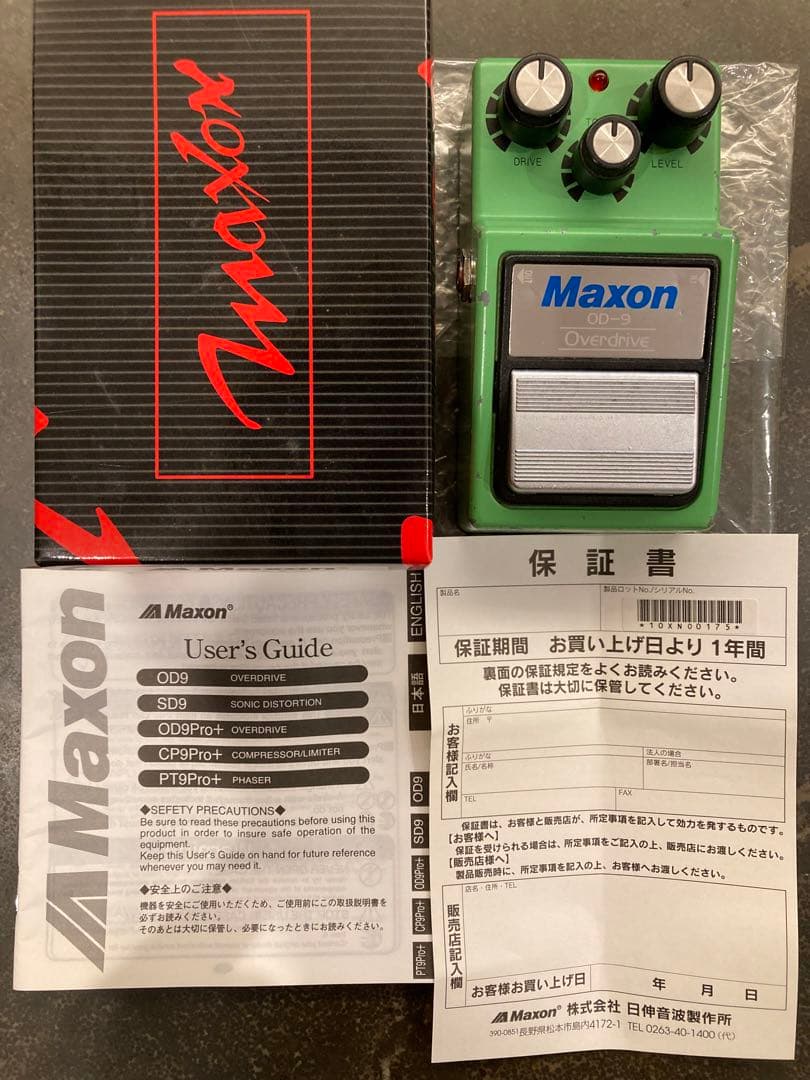 maxon
DRIVE
LEVEL
OUT
Maxon
OD-9
Overdrive
Maxon
Maxon®
User's Guide
OD9 OVERDRIVE
SD9 SONIC DISTORTION
OD9Pro+ OVERDRIVE
CP9Pro+ COMPRESSOR/LIMITER
PT9Pro+ PHASER
◆SAFETY PRECAUTIONS◆
Be sure to read these precautions before using this
product in order to insure safe operation of the
equipment.
Keep this User's Guide on hand for future reference
whenever you may need it.
◆安全上のご注意◆
機器を安全にご使用いただくため、ご使用前にこの取扱説明書を
必ずお読みください。
そのあとは大切に保管し、必要になったときにお読みください。
ENGLISH
日本語
OD9
SD9
OD9Pro+
CP9Pro+
PT9Pro+
保証書
製品名
製品ロットNo./シリアルNo.
*10XN00175*
保証期間 お買い上げ日より1年間
裏面の保証規定をよくお読みください。
保証書は大切に保管してください。
お客様記入欄
ふりがな
住所 〒
ふりがな
氏名/名称
法人の場合
部署名/担当名
TEL
FAX
保証書は、お客様と販売店が、所定事項を記入して効力を発するものです。
【お客様へ】
保証を受けられる場合は、所定事項をご記入の上、販売店にお渡しください。
【販売店様へ】
製品販売時に、所定事項を記入の上、お客様へお渡しください。
販売店記入欄
店名・住所・TEL
お客様お買い上げ日 年 月 日
Maxon® 株式会社 日伸音波製作所
390-0851長野県松本市島内4172-1 TEL 0263-40-1400(代)